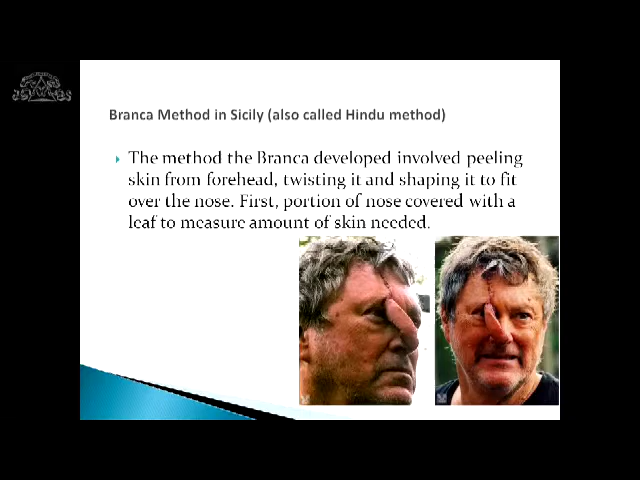 Branca Method in Sicily (also called Hindu method)
The method the Branca developed involved peeling
skin from forehead, twisting it and shaping it to fit
over the nose. First, portion of nose covered with a
leaf to measure amount of skin needed.